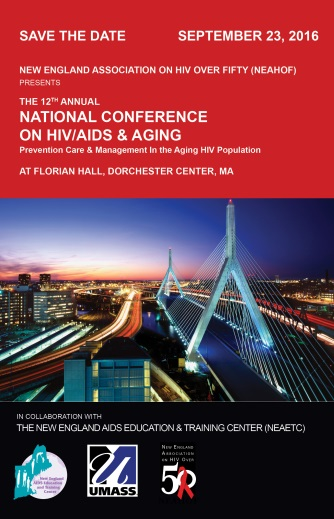 SAVE THE DATE SEPTEMBER 23, 2016
NEW ENGLAND ASSOCIATION ON HIV OVER FIFTY (NEAHOF)
PRESENTS
THE 12TH ANNUAL
NATIONAL CONFERENCE
ON HIV/AIDS & AGING
Prevention Care & Management In the Aging HIV Population
AT FLORIAN HALL, DORCHESTER CENTER, MA
IN COLLABORATION WITH
THE NEW ENGLAND AIDS EDUCATION & TRAINING CENTER (NEAETC)
New England
AIDS Education
and Training
Center
UMASS
NEW ENGLAND
ASSOCIATION
ON HIV OVER
50